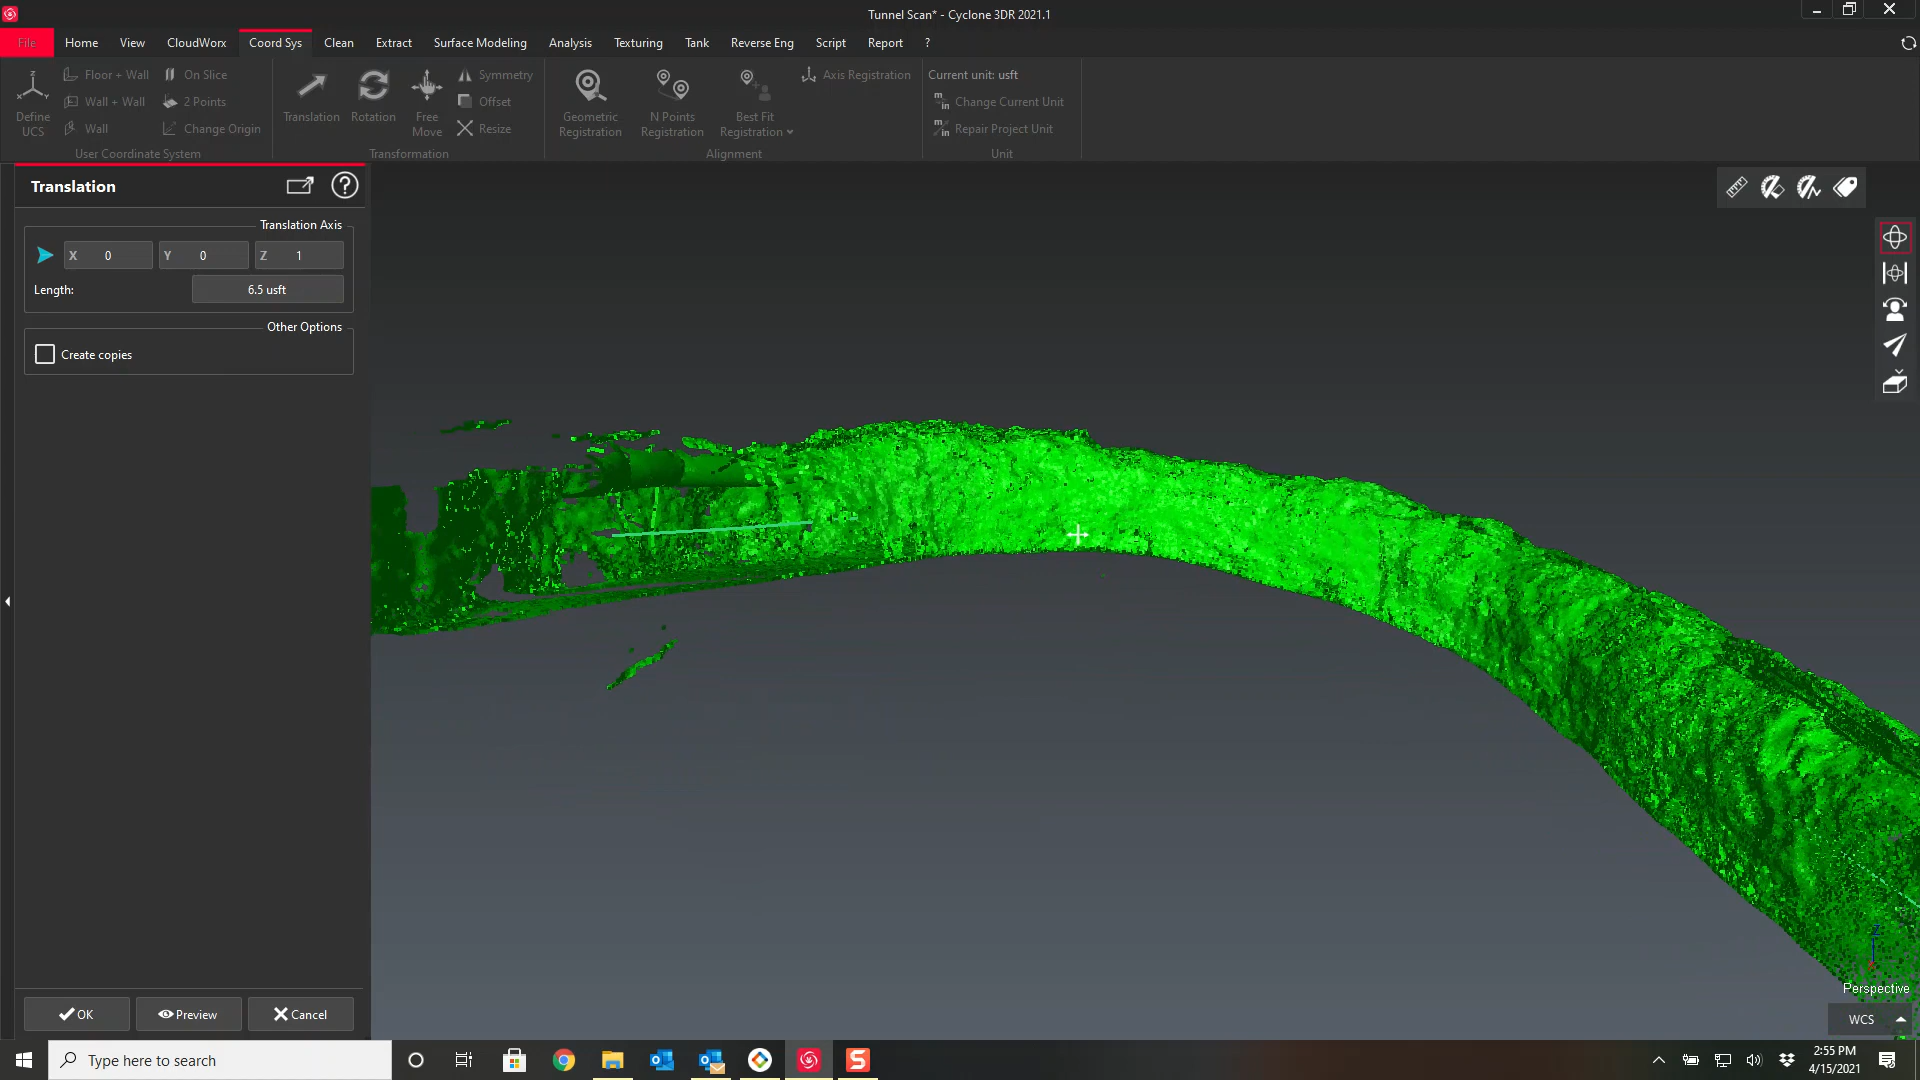 Tunnel Scan* - Cyclone 3DR 2021.1
File Home View CloudWorx Coord Sys Clean Extract Surface Modeling Analysis Texturing Tank Reverse Eng Script Report ?
Define UCS
Floor + Wall
Wall + Wall
Wall
On Slice
2 Points
Change Origin
User Coordinate System
Translation
Rotation
Free Move
Symmetry
Offset
Resize
Transformation
Geometric Registration
N Points Registration
Best Fit Registration
Axis Registration
Alignment
Current unit: usft
Change Current Unit
Repair Project Unit
Unit
Translation
Translation Axis
X 0 Y 0 Z 1
Length: 6.5 usft
Other Options
Create copies
OK Preview Cancel
Z
X
Perspective
WCS
Type here to search
2:55 PM
4/15/2021